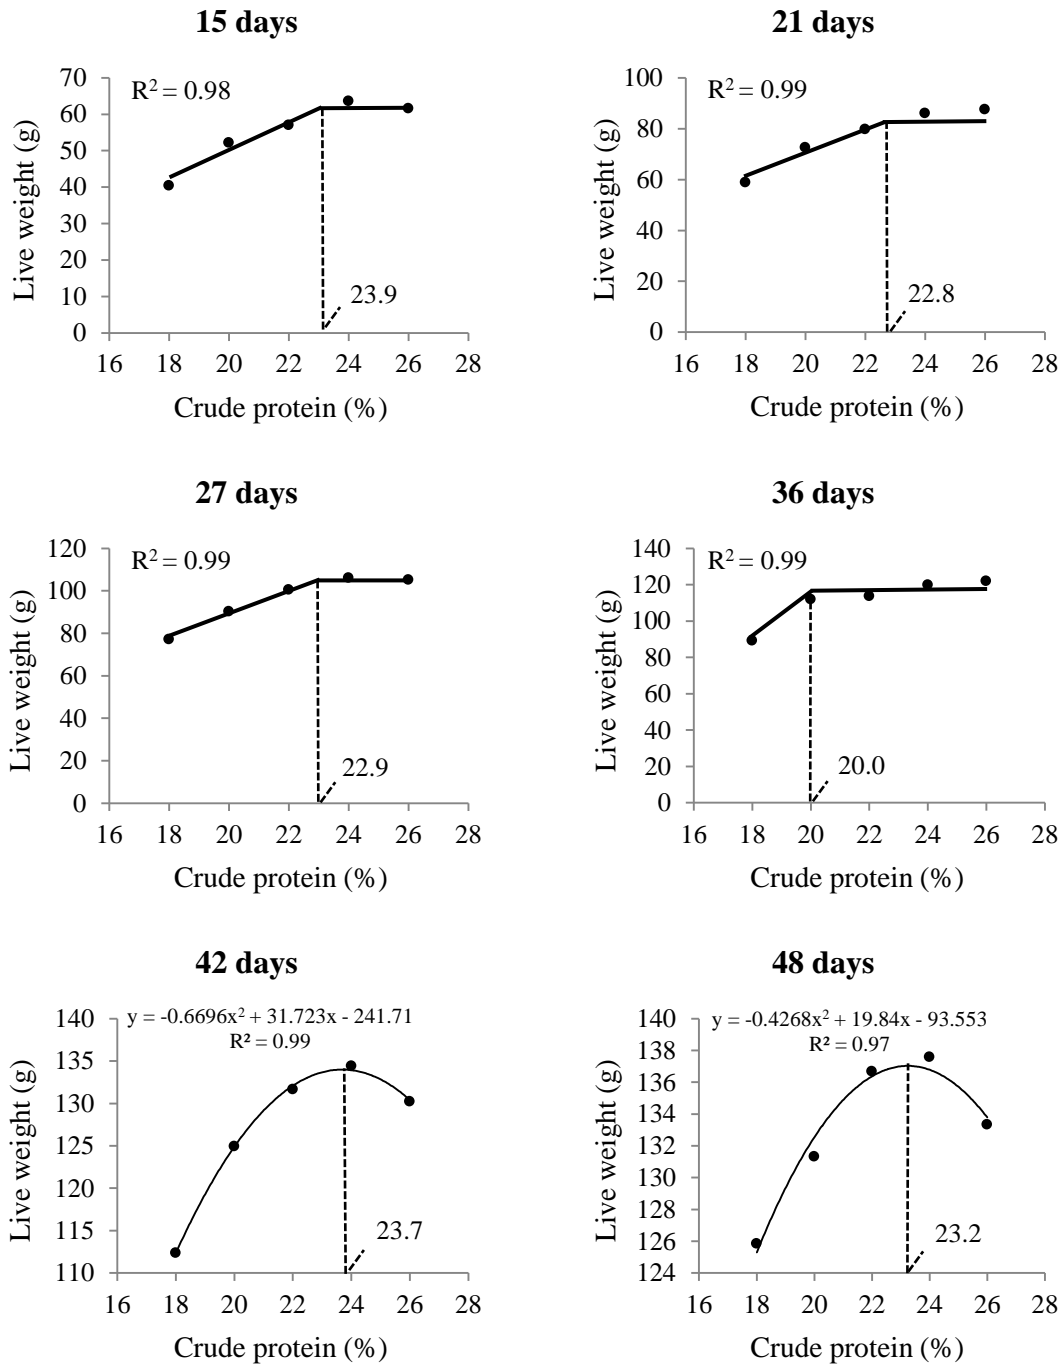 15 days
R² = 0.98
Live weight (g)
70
60
50
40
30
20
10
0
23.9
16 18 20 22 24 26 28
Crude protein (%)
21 days
R² = 0.99
Live weight (g)
100
80
60
40
20
0
22.8
16 18 20 22 24 26 28
Crude protein (%)
27 days
R² = 0.99
Live weight (g)
120
100
80
60
40
20
0
22.9
16 18 20 22 24 26 28
Crude protein (%)
36 days
R² = 0.99
Live weight (g)
140
120
100
80
60
40
20
0
20.0
16 18 20 22 24 26 28
Crude protein (%)
42 days
y = -0.6696x² + 31.723x - 241.71
R² = 0.99
Live weight (g)
140
135
130
125
120
115
110
23.7
16 18 20 22 24 26 28
Crude protein (%)
48 days
y = -0.4268x² + 19.84x - 93.553
R² = 0.97
Live weight (g)
140
138
136
134
132
130
128
126
124
23.2
16 18 20 22 24 26 28
Crude protein (%)